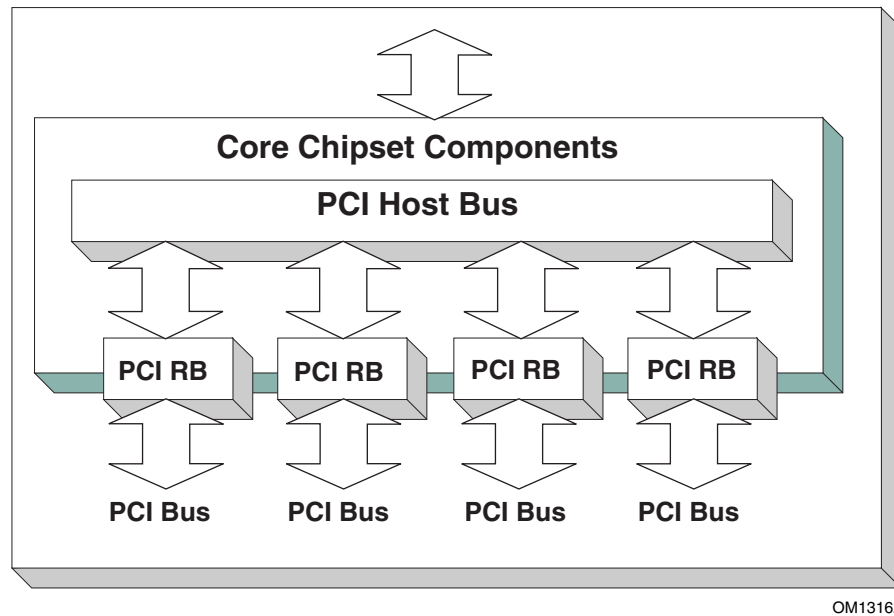 Core Chipset Components
PCI Host Bus
PCI RB PCI RB PCI RB PCI RB
PCI Bus PCI Bus PCI Bus PCI Bus
OM1316